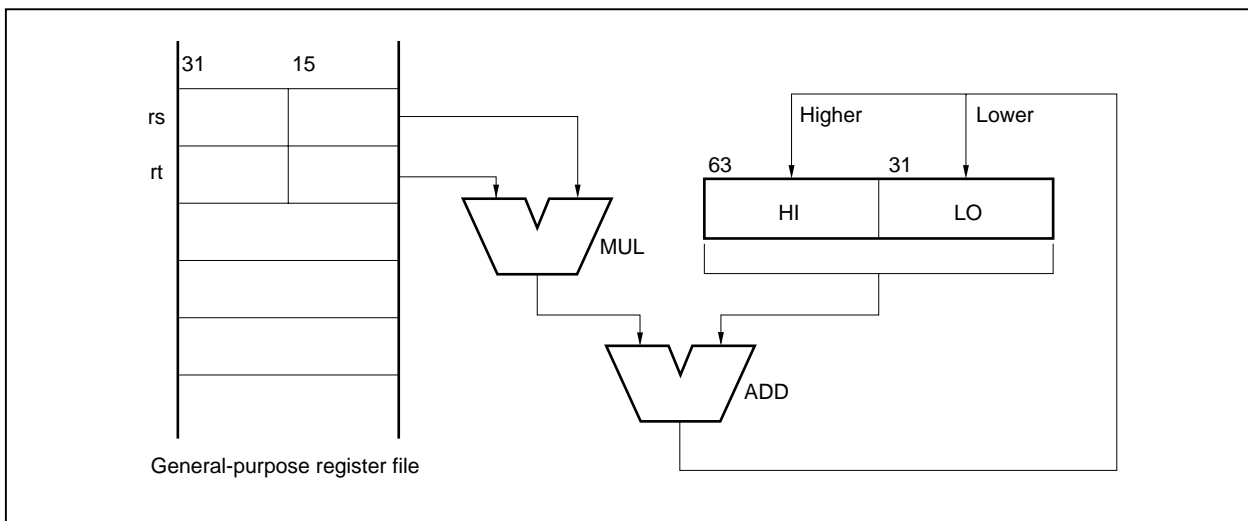 31 15
rs
rt
Higher Lower
63 31
HI LO
MUL
ADD
General-purpose register file